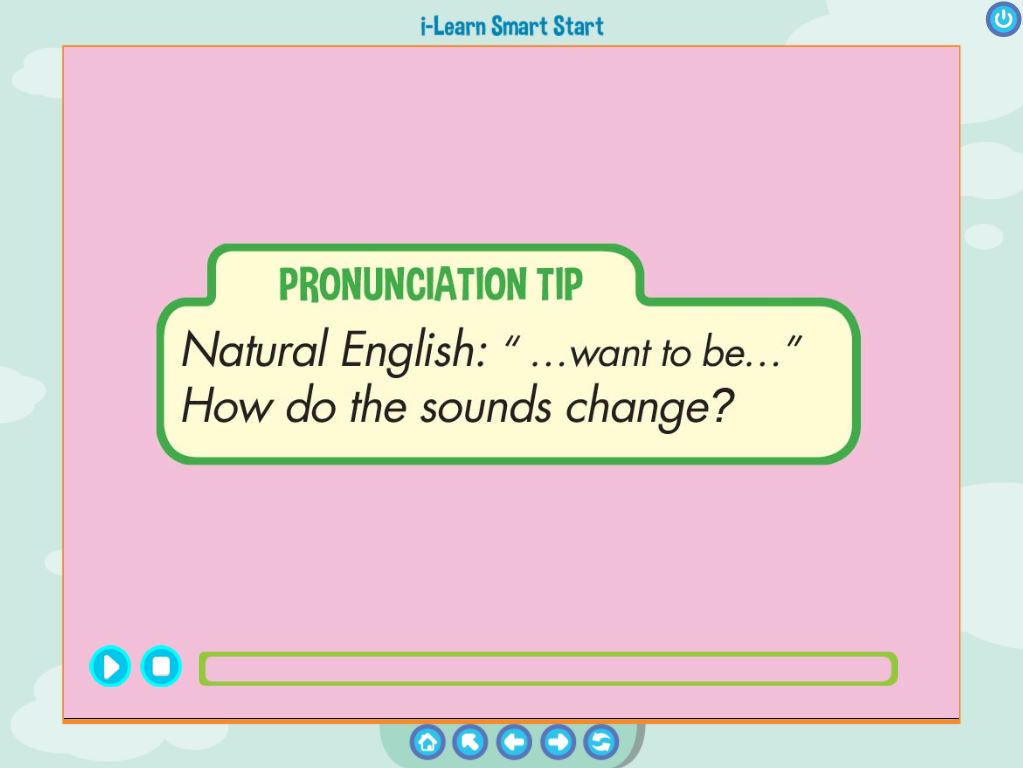 i-Learn Smart Start
PRONUNCIATION TIP
Natural English: “ ...want to be...”
How do the sounds change?